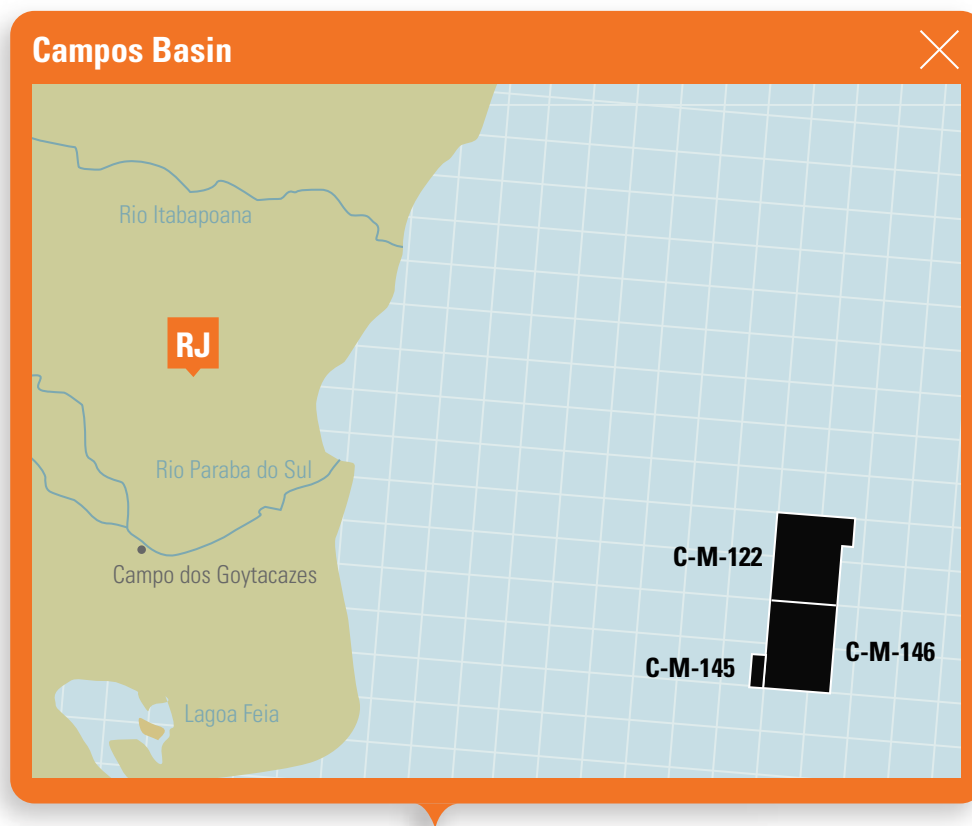 Campos Basin
Rio Itabapoana
RJ
Rio Paraba do Sul
Campo dos Goytacazes
C-M-122
C-M-146
C-M-145
Lagoa Feia